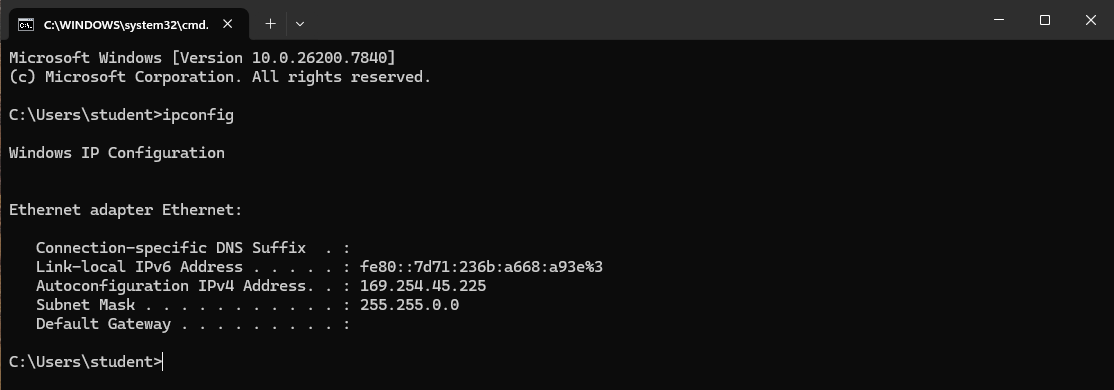 C:\WINDOWS\system32\cmd.
Microsoft Windows [Version 10.0.26200.7840]
(c) Microsoft Corporation. All rights reserved.
C:\Users\student>ipconfig
Windows IP Configuration
Ethernet adapter Ethernet:
   Connection-specific DNS Suffix  . :
   Link-local IPv6 Address . . . . . : fe80::7d71:236b:a668:a93e%3
   Autoconfiguration IPv4 Address. . : 169.254.45.225
   Subnet Mask . . . . . . . . . . . : 255.255.0.0
   Default Gateway . . . . . . . . . :
C:\Users\student>